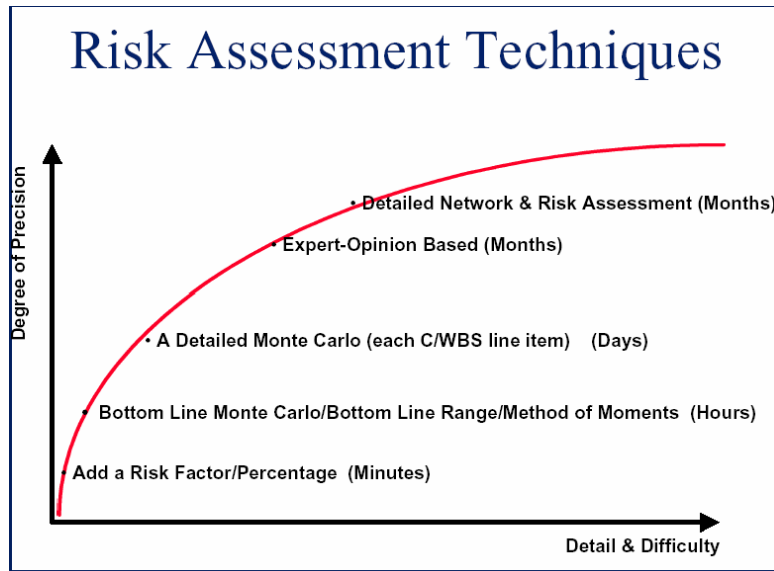 Risk Assessment Techniques
Degree of Precision
• Detailed Network & Risk Assessment (Months)
• Expert-Opinion Based (Months)
• A Detailed Monte Carlo (each C/WBS line item) (Days)
• Bottom Line Monte Carlo/Bottom Line Range/Method of Moments (Hours)
• Add a Risk Factor/Percentage (Minutes)
Detail & Difficulty